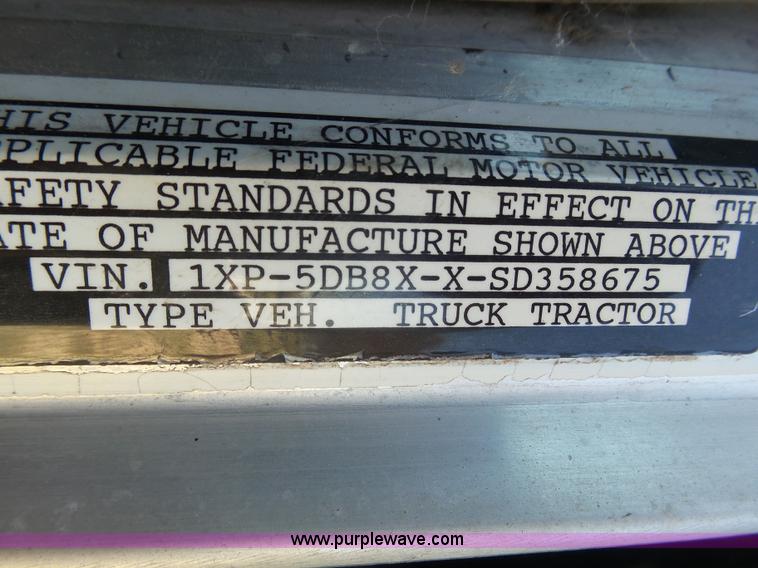 HIS VEHICLE CONFORMS TO ALL
PPLICABLE FEDERAL MOTOR VEHICLE
AFETY STANDARDS IN EFFECT ON TH
ATE OF MANUFACTURE SHOWN ABOVE
VIN. 1XP-5DB8X-X-SD358675
TYPE VEH. TRUCK TRACTOR
www.purplewave.com